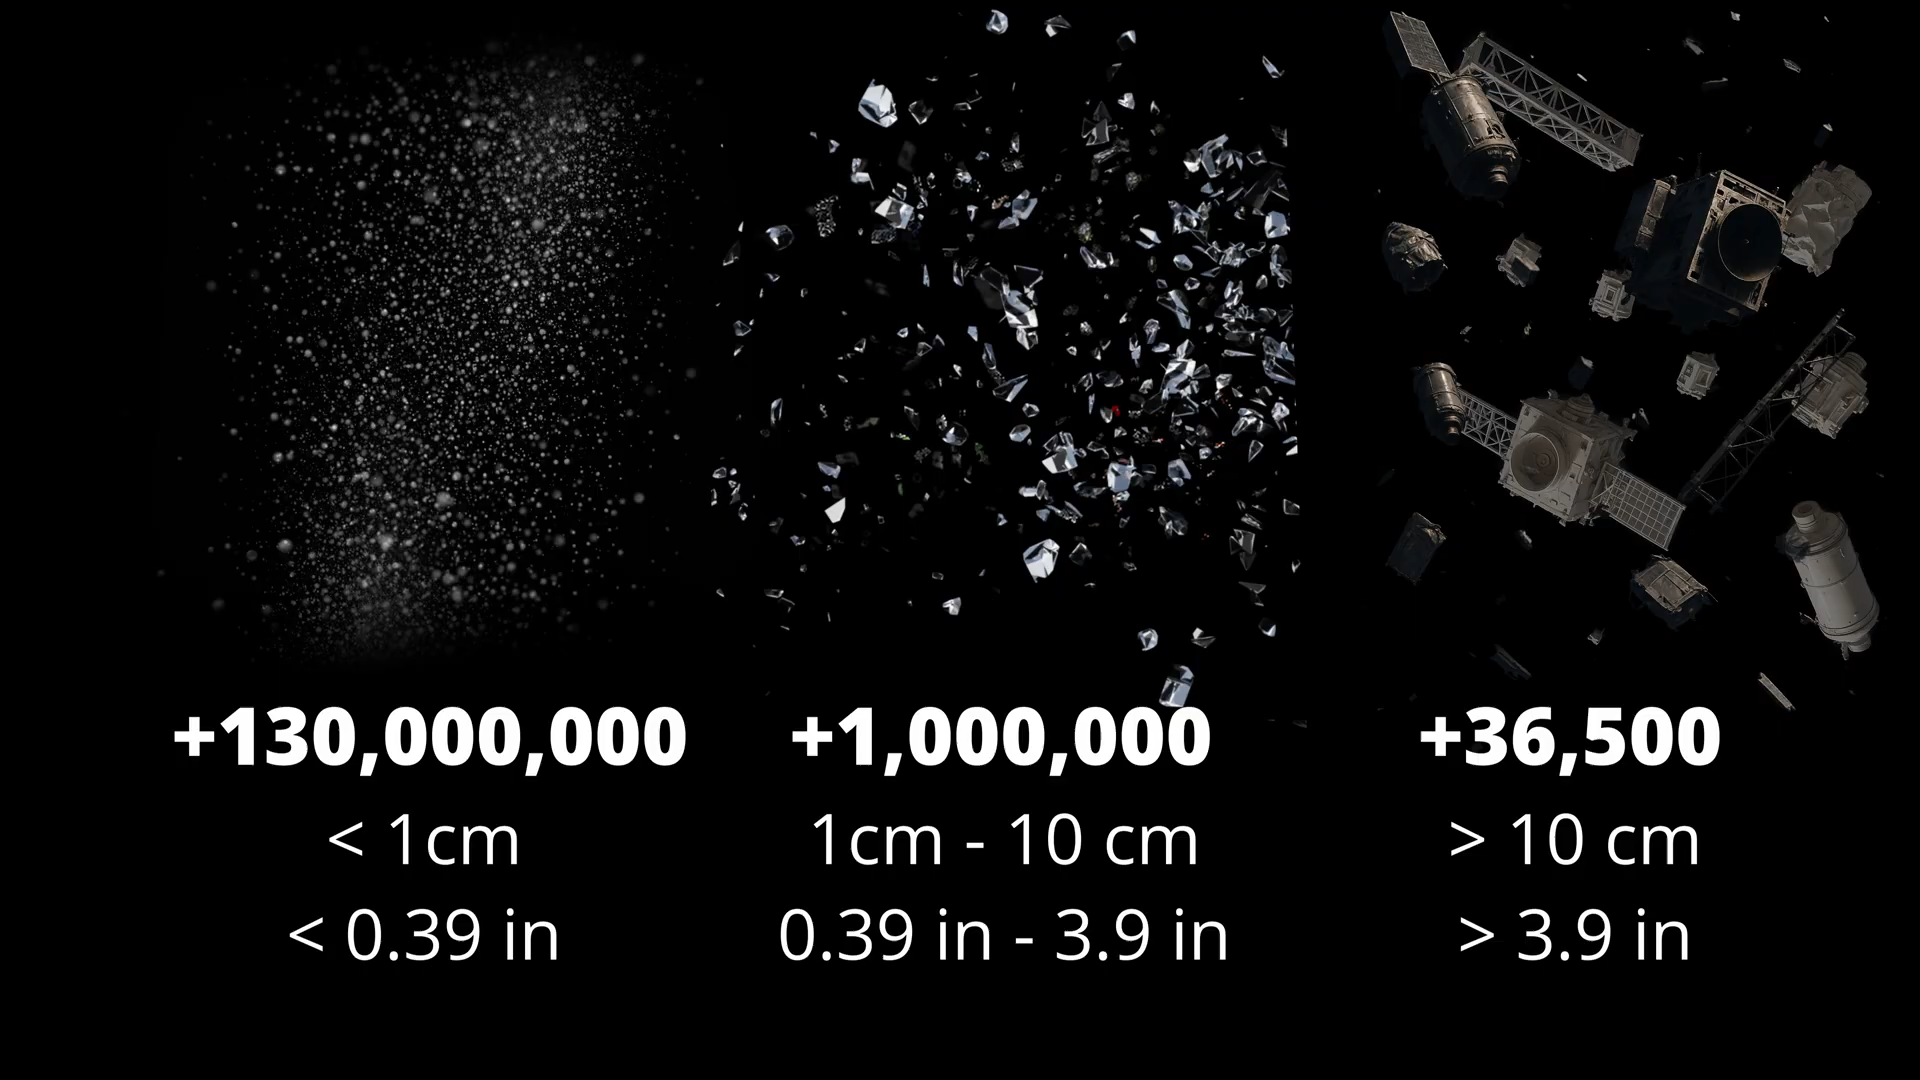 +130,000,000
< 1cm
< 0.39 in
+1,000,000
1cm - 10 cm
0.39 in - 3.9 in
+36,500
> 10 cm
> 3.9 in